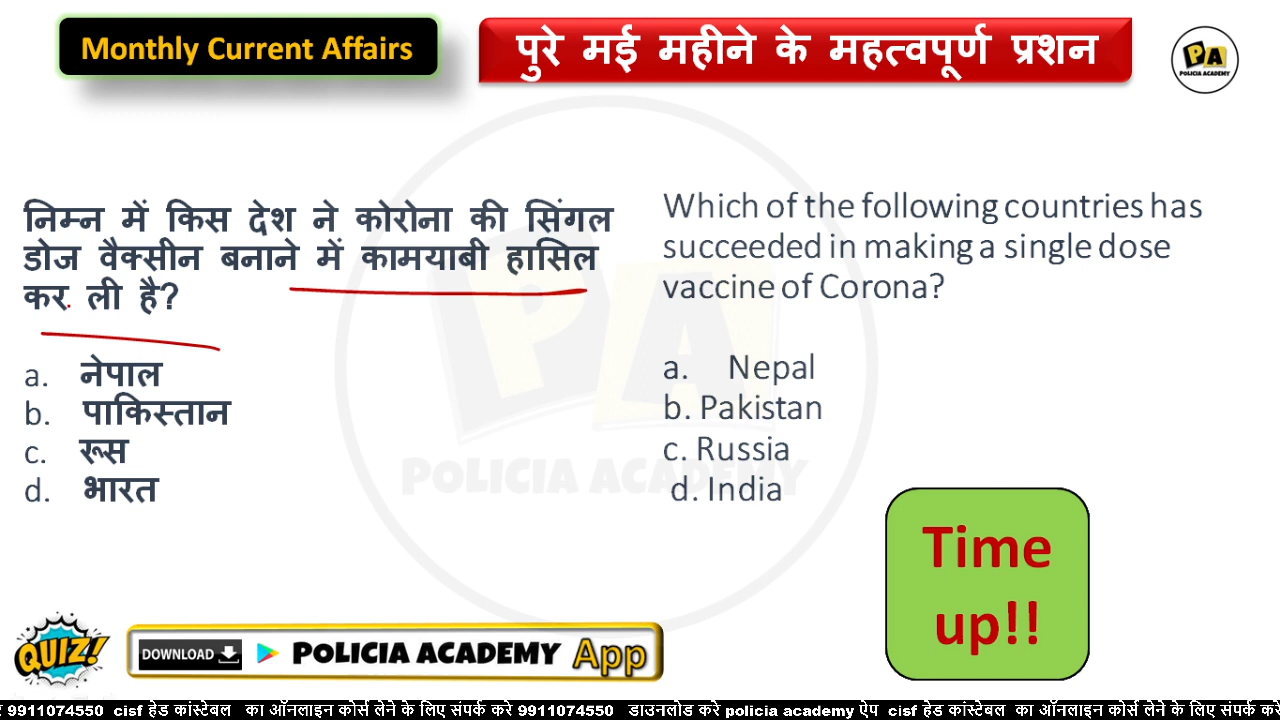 Monthly Current Affairs
पुरे मई महीने के महत्वपूर्ण प्रशन
PA
POLICIA ACADEMY
निम्न में किस देश ने कोरोना की सिंगल
डोज वैक्सीन बनाने में कामयाबी हासिल
कर ली है?
a. नेपाल
b. पाकिस्तान
c. रूस
d. भारत
Which of the following countries has
succeeded in making a single dose
vaccine of Corona?
a. Nepal
b. Pakistan
c. Russia
d. India
PA
POLICIA ACADEMY
Time
up!!
QUIZ!
DOWNLOAD POLICIA ACADEMY App
9911074550 cisf हेड कांस्टेबल का ऑनलाइन कोर्स लेने के लिए संपर्क करे 9911074550 डाउनलोड करे policia academy ऐप cisf हेड कांस्टेबल का ऑनलाइन कोर्स लेने के लिए संपर्क